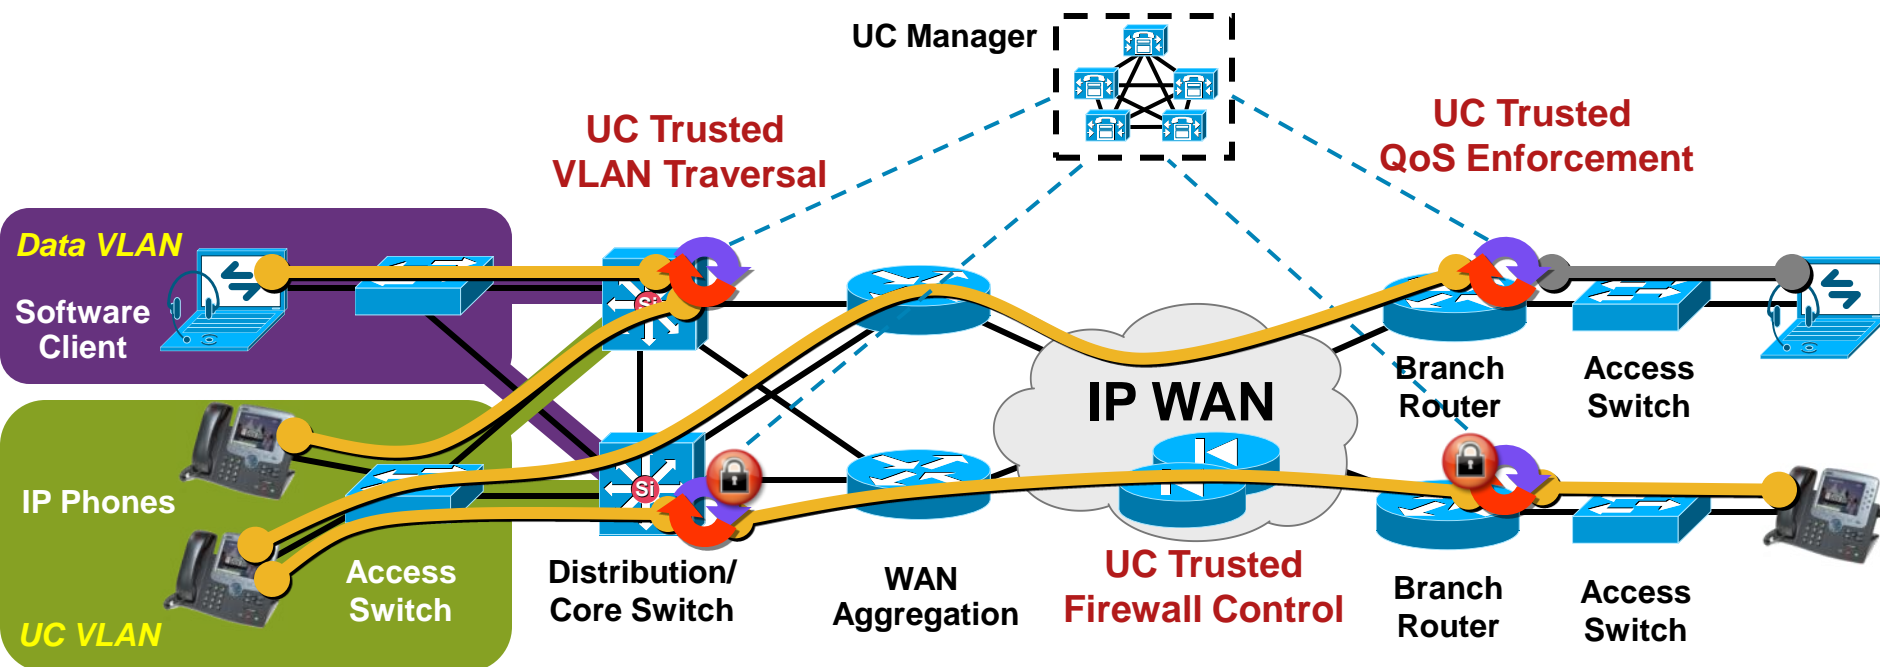 UC Manager
UC Trusted
VLAN Traversal
UC Trusted
QoS Enforcement
Data VLAN
Software
Client
Si
IP Phones
UC VLAN
Access
Switch
Si
Distribution/
Core Switch
WAN
Aggregation
IP WAN
UC Trusted
Firewall Control
Branch
Router
Access
Switch
Branch
Router
Access
Switch